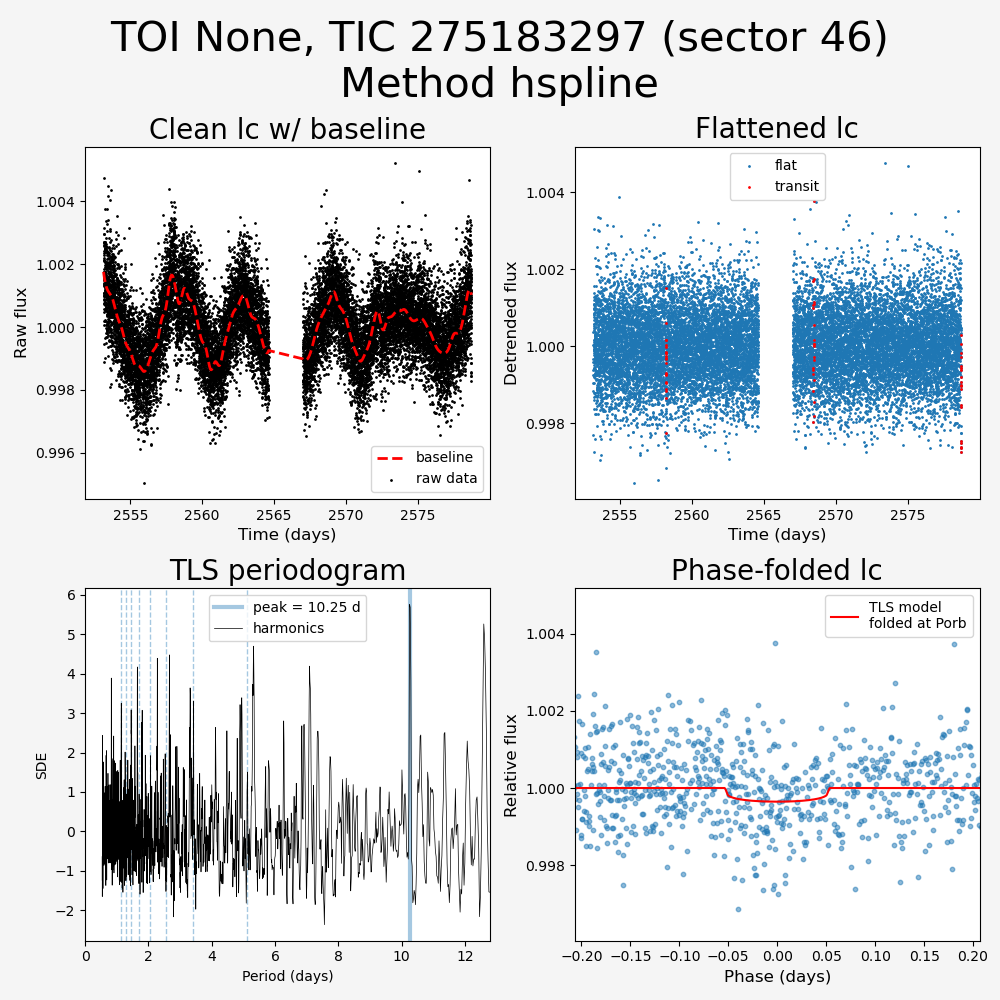 TOI None, TIC 275183297 (sector 46)
Method hspline
Clean lc w/ baseline
Raw flux
1.004
1.002
1.000
0.998
0.996
baseline
raw data
2555 2560 2565 2570 2575
Time (days)
Flattened lc
Detrended flux
1.004
1.002
1.000
0.998
flat
transit
2555 2560 2565 2570 2575
Time (days)
TLS periodogram
SDE
6
5
4
3
2
1
0
−1
−2
peak = 10.25 d
harmonics
0 2 4 6 8 10 12
Period (days)
Phase-folded lc
Relative flux
1.004
1.002
1.000
0.998
TLS model
folded at Porb
−0.20 −0.15 −0.10 −0.05 0.00 0.05 0.10 0.15 0.20
Phase (days)